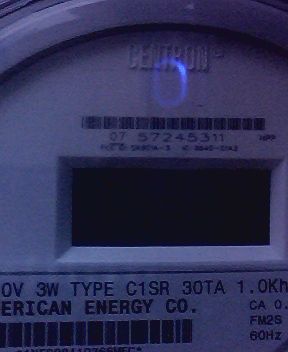 CENTRON®
07 57245311
0V 3W TYPE C1SR 30TA 1.0Kh
ERICAN ENERGY CO.
CA 0.
FM2S
60Hz